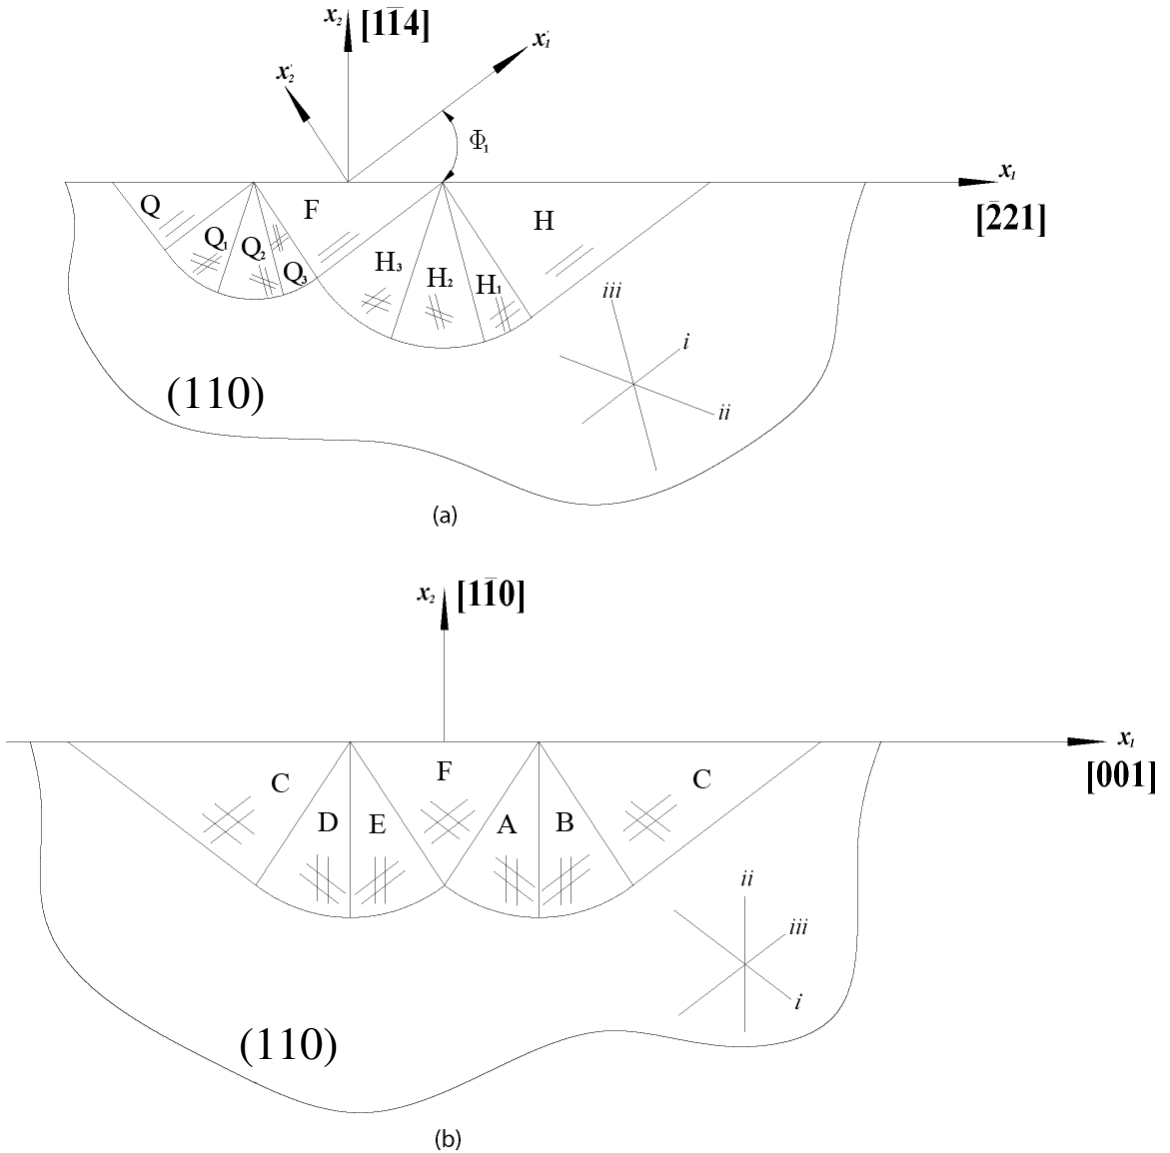 x₂ [11̄4]
x₁'
x₂'
Φ₁
x₁
[2̄21]
Q F H
Q₁ Q₂ Q₃ H₃ H₂ H₁
iii
i
ii
(110)
(a)
x₂ [11̄0]
x₁
[001]
C F C
D E A B
ii
iii
i
(110)
(b)